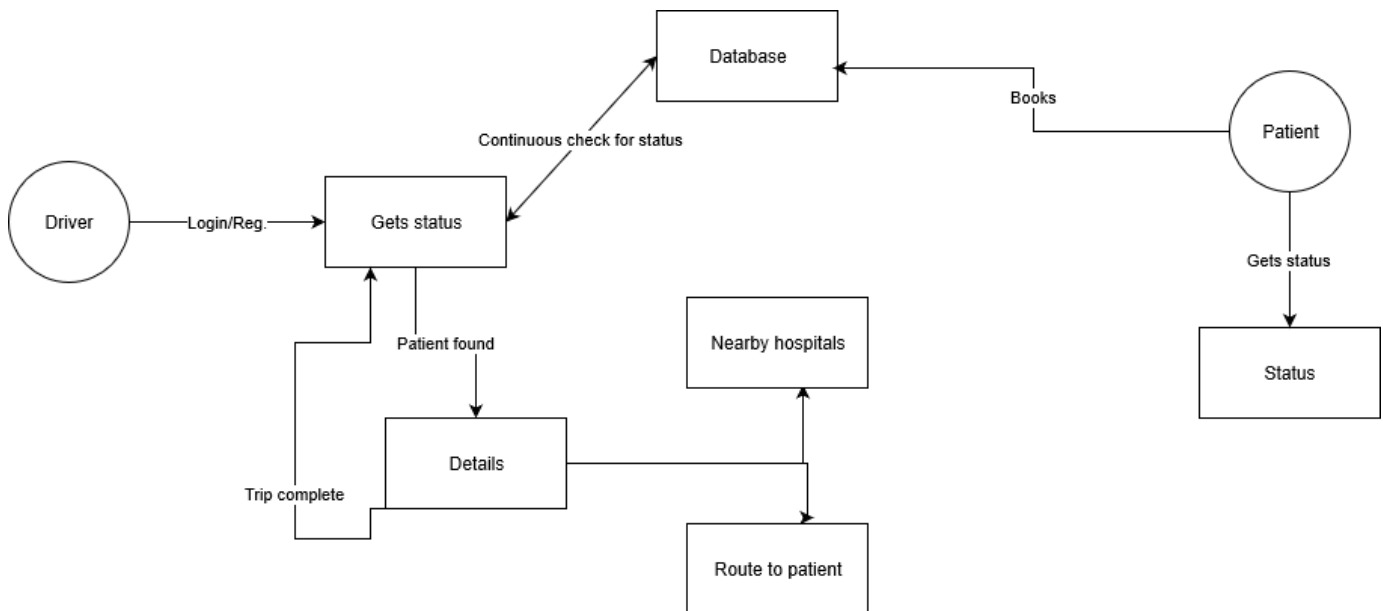 Database
Books
Patient
Continuous check for status
Driver
Login/Reg.
Gets status
Gets status
Nearby hospitals
Patient found
Status
Details
Trip complete
Route to patient